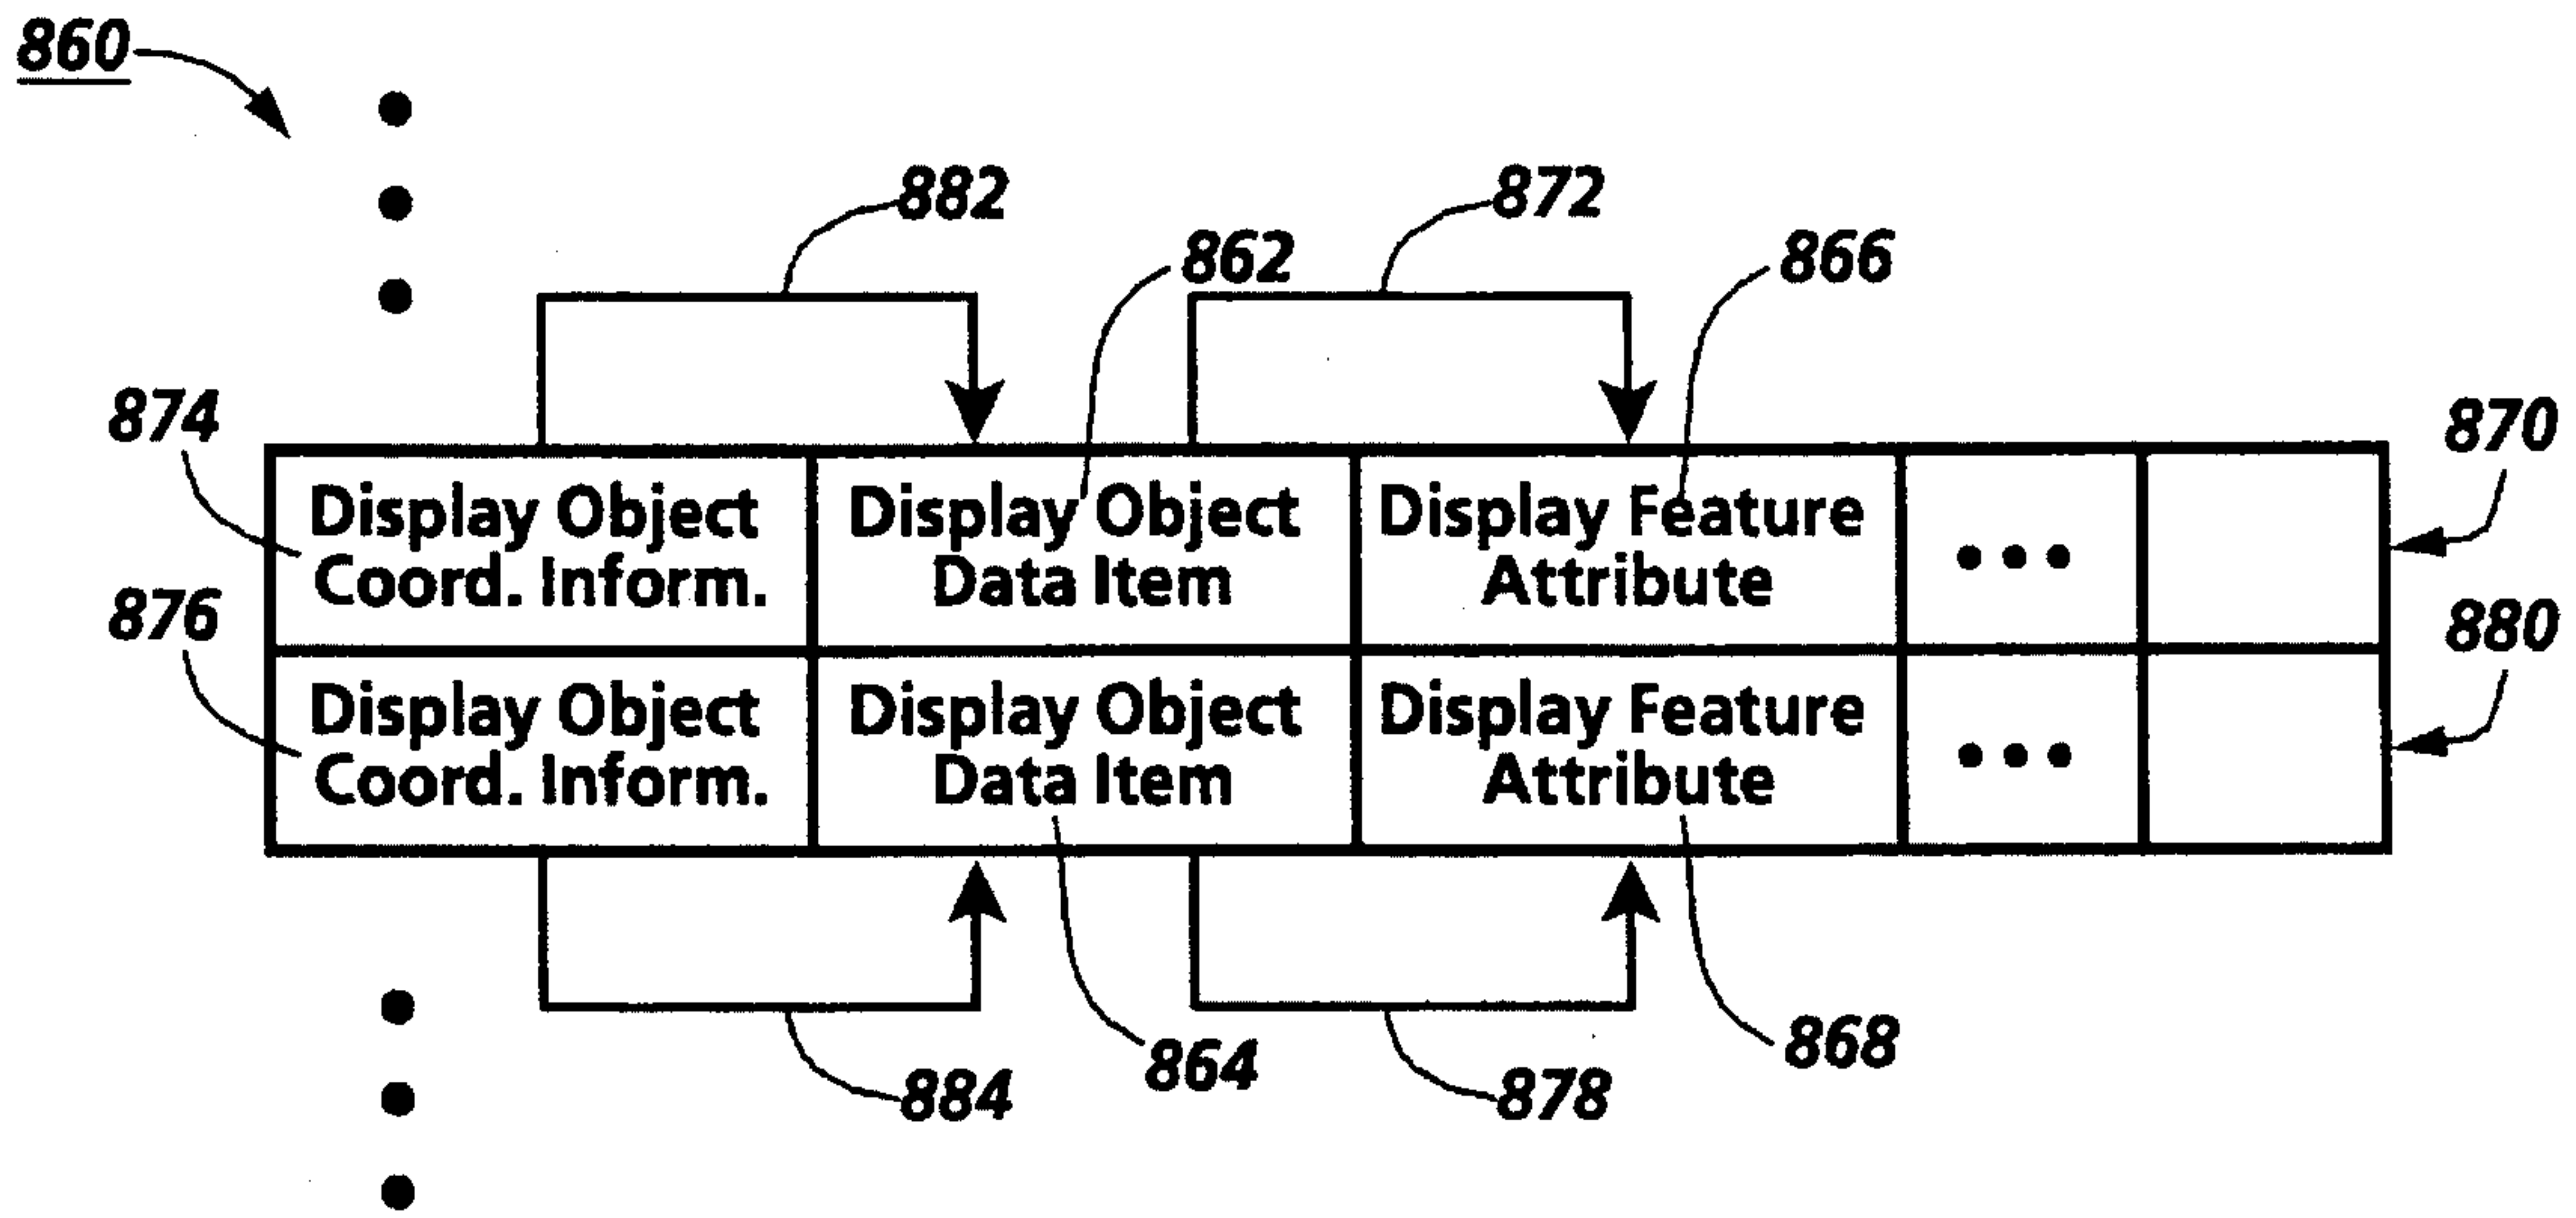 860
882
872
862
866
874
870
Display Object
Coord. Inform.
Display Object
Data Item
Display Feature
Attribute
• • •
876
880
Display Object
Coord. Inform.
Display Object
Data Item
Display Feature
Attribute
• • •
884
864
878
868